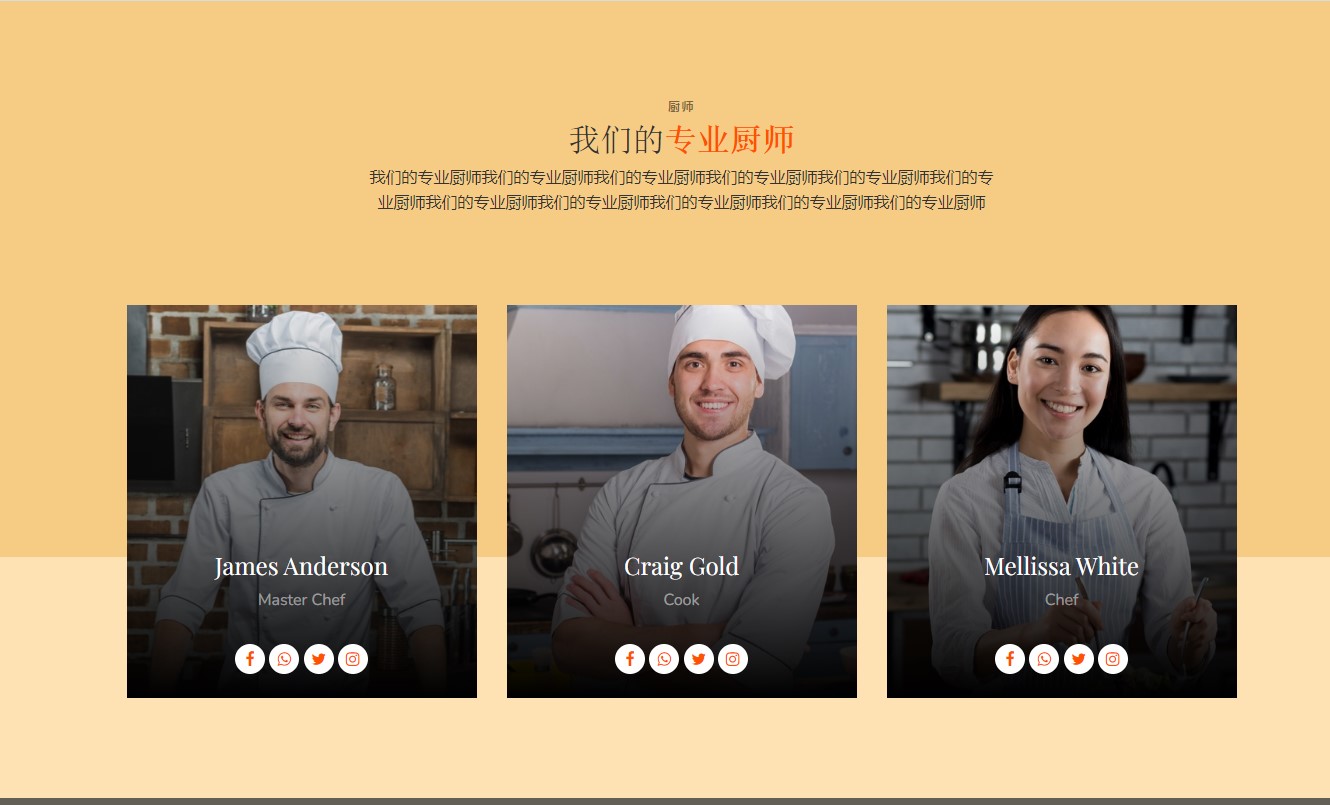 厨师
我们的专业厨师
我们的专业厨师我们的专业厨师我们的专业厨师我们的专业厨师我们的专业厨师我们的专
业厨师我们的专业厨师我们的专业厨师我们的专业厨师我们的专业厨师我们的专业厨师
James Anderson
Master Chef
Craig Gold
Cook
Mellissa White
Chef